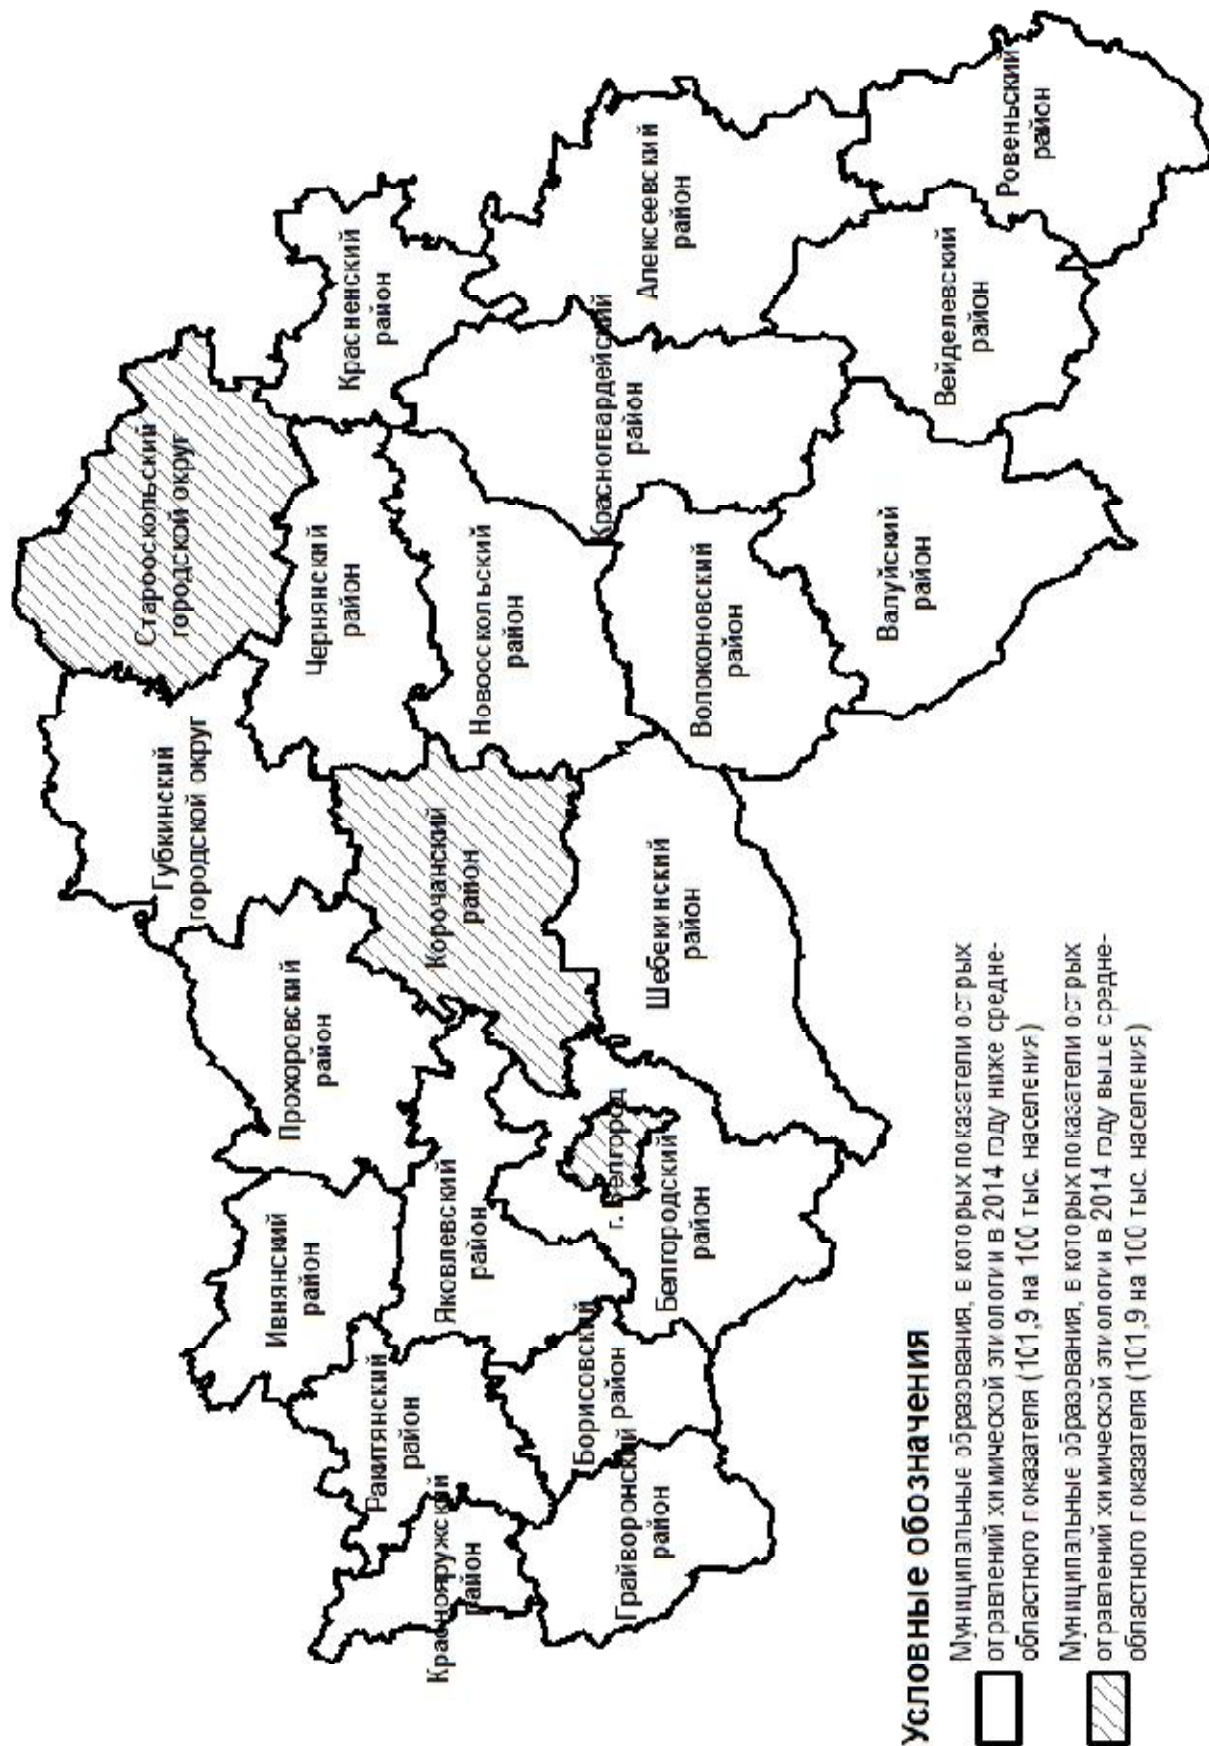 Старооскольский
городской округ
Губкинский
городской округ
Красненский
район
Чернянский
район
Прохоровский
район
Корочанский
район
Новооскольский
район
Алексеевский
район
Красногвардейский
район
Ивнянский
район
Ракитянский
район
Яковлевский
район
Краснояружский
район
г. Белгород
Белгородский
район
Борисовский
район
Грайворонский
район
Шебекинский
район
Волоконовский
район
Валуйский
район
Вейделевский
район
Ровеньский
район
Условные обозначения
Муниципальные образования, в которых показатели острых
отравлений химической этиологии в 2014 году ниже средне-
областного показателя (101,9 на 100 тыс. населения)
Муниципальные образования, в которых показатели острых
отравлений химической этиологии в 2014 году выше средне-
областного показателя (101,9 на 100 тыс. населения)